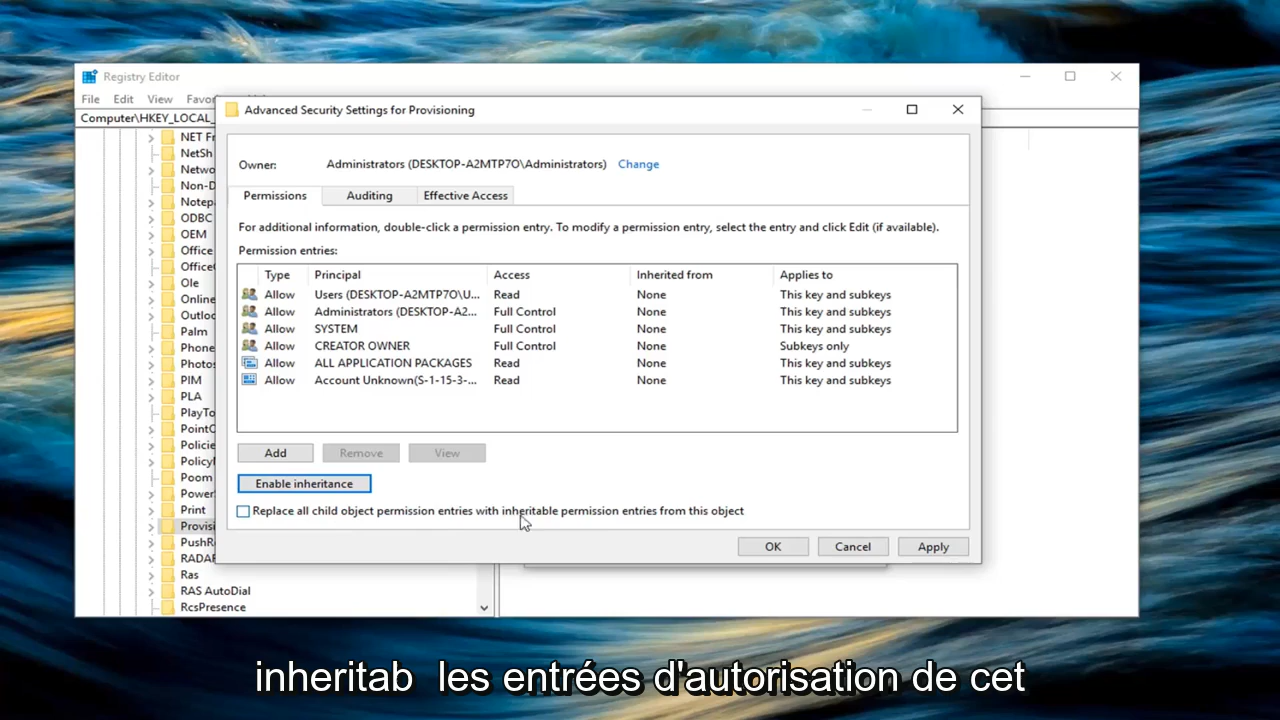 Registry Editor
File Edit View Favo
Computer\HKEY_LOCAL_
NET Fr
NetSh
Netwo
Non-D
Notepa
ODBC
OEM
Office
OfficeC
Ole
Online
Outloo
Palm
Phone
Photos
PIM
PLA
PlayTo
PointO
Policie
PolicyM
Poom
PowerS
Print
Provisi
PushRo
RADAR
Ras
RAS AutoDial
RcsPresence
Advanced Security Settings for Provisioning
Owner: Administrators (DESKTOP-A2MTP7O\Administrators) Change
Permissions Auditing Effective Access
For additional information, double-click a permission entry. To modify a permission entry, select the entry and click Edit (if available).
Permission entries:
Type Principal Access Inherited from Applies to
Allow Users (DESKTOP-A2MTP7O\U... Read None This key and subkeys
Allow Administrators (DESKTOP-A2... Full Control None This key and subkeys
Allow SYSTEM Full Control None This key and subkeys
Allow CREATOR OWNER Full Control None Subkeys only
Allow ALL APPLICATION PACKAGES Read None This key and subkeys
Allow Account Unknown(S-1-15-3-... Read None This key and subkeys
Add Remove View
Enable inheritance
Replace all child object permission entries with inheritable permission entries from this object
OK Cancel Apply
inheritab les entrées d'autorisation de cet